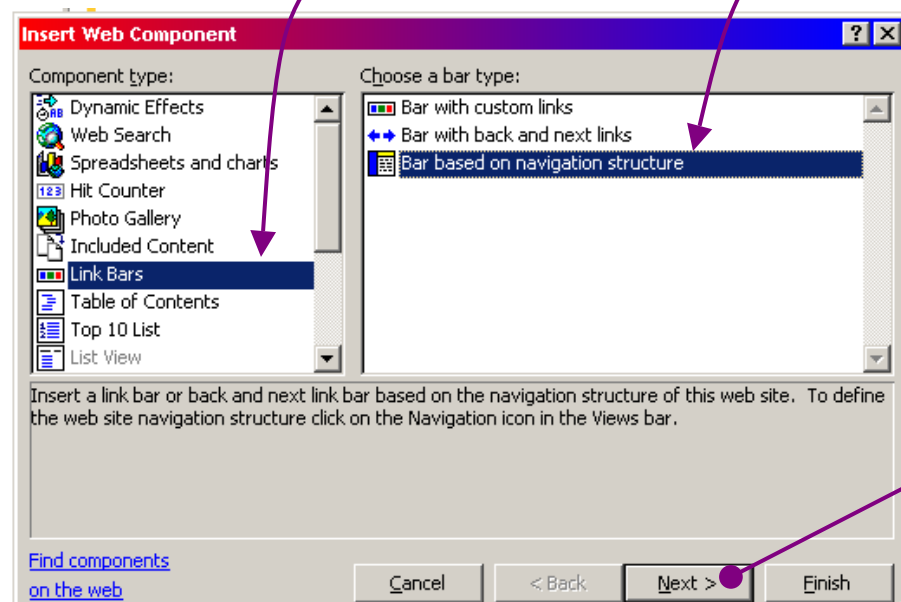 Insert Web Component
Component type:
Dynamic Effects
Web Search
Spreadsheets and charts
Hit Counter
Photo Gallery
Included Content
Link Bars
Table of Contents
Top 10 List
List View
Choose a bar type:
Bar with custom links
Bar with back and next links
Bar based on navigation structure
Insert a link bar or back and next link bar based on the navigation structure of this web site. To define
the web site navigation structure click on the Navigation icon in the Views bar.
Find components
on the web
Cancel
< Back
Next >
Finish